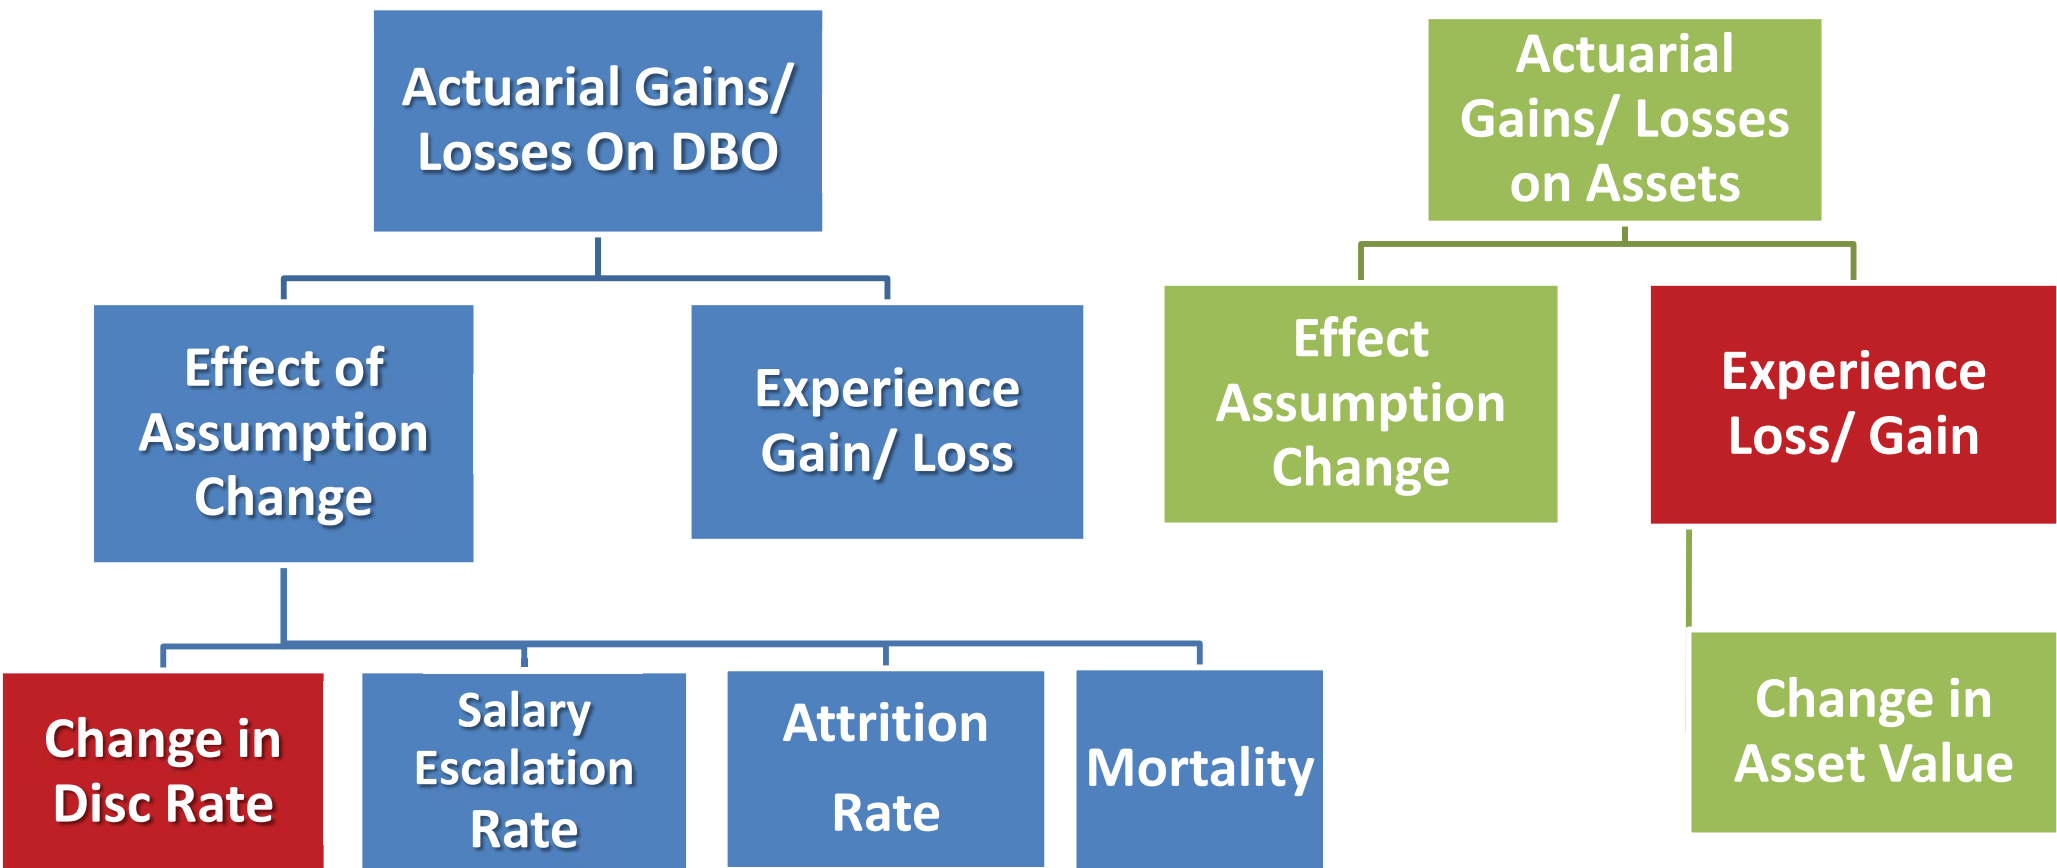 Actuarial Gains/
Losses On DBO
Actuarial
Gains/ Losses
on Assets
Effect of
Assumption
Change
Experience
Gain/ Loss
Effect
Assumption
Change
Experience
Loss/ Gain
Change in
Disc Rate
Salary
Escalation
Rate
Attrition
Rate
Mortality
Change in
Asset Value